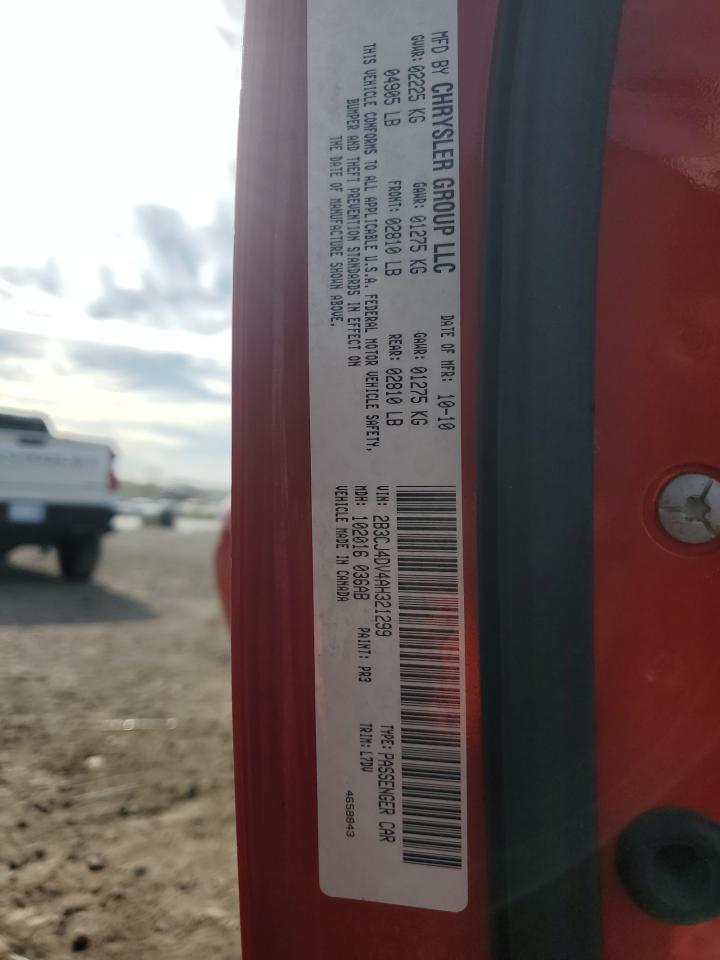 MFD BY CHRYSLER GROUP LLC DATE OF MFR: 10-10
GVWR: 02225 KG GAWR: 01275 KG GAWR: 01275 KG
04905 LB FRONT: 02810 LB REAR: 02810 LB
THIS VEHICLE CONFORMS TO ALL APPLICABLE U.S.A. FEDERAL MOTOR VEHICLE SAFETY,
BUMPER AND THEFT PREVENTION STANDARDS IN EFFECT ON
THE DATE OF MANUFACTURE SHOWN ABOVE.
VIN: 2B3CJ4DV4AH321299 TYPE: PASSENGER CAR
MDH: 102016 036AB PAINT: PR3 TRIM: L7DV
VEHICLE MADE IN CANADA
4658843